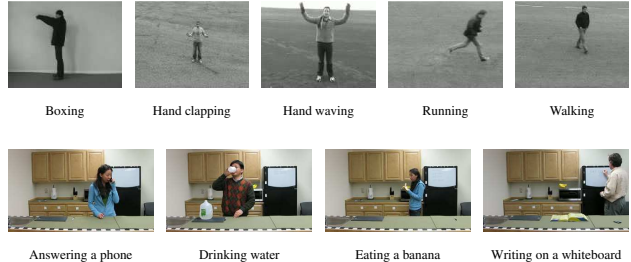 Boxing
Hand clapping
Hand waving
Running
Walking
Answering a phone
Drinking water
Eating a banana
Writing on a whiteboard